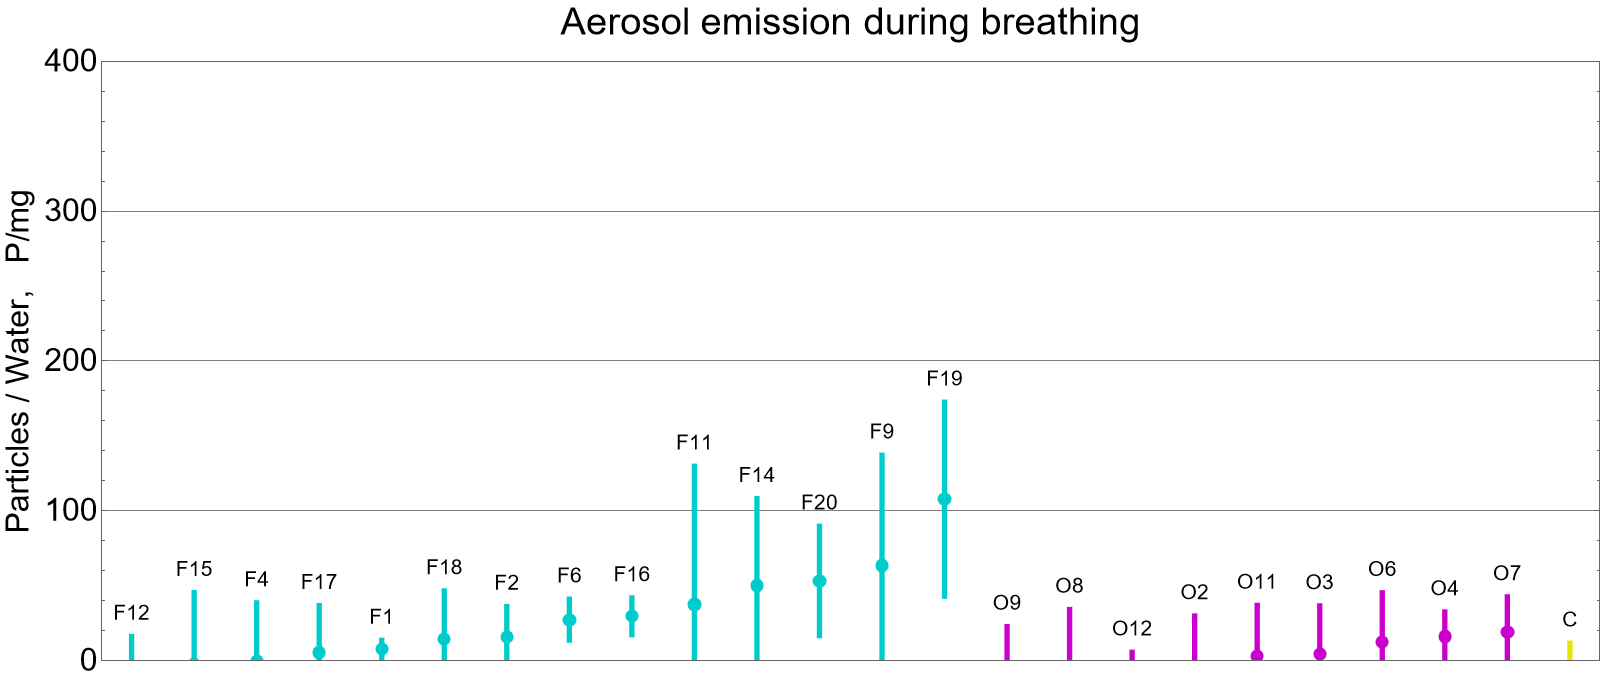 Aerosol emission during breathing
Particles / Water, P/mg
400
300
200
100
0
F12
F15
F4
F17
F1
F18
F2
F6
F16
F11
F14
F20
F9
F19
O9
O8
O12
O2
O11
O3
O6
O4
O7
C